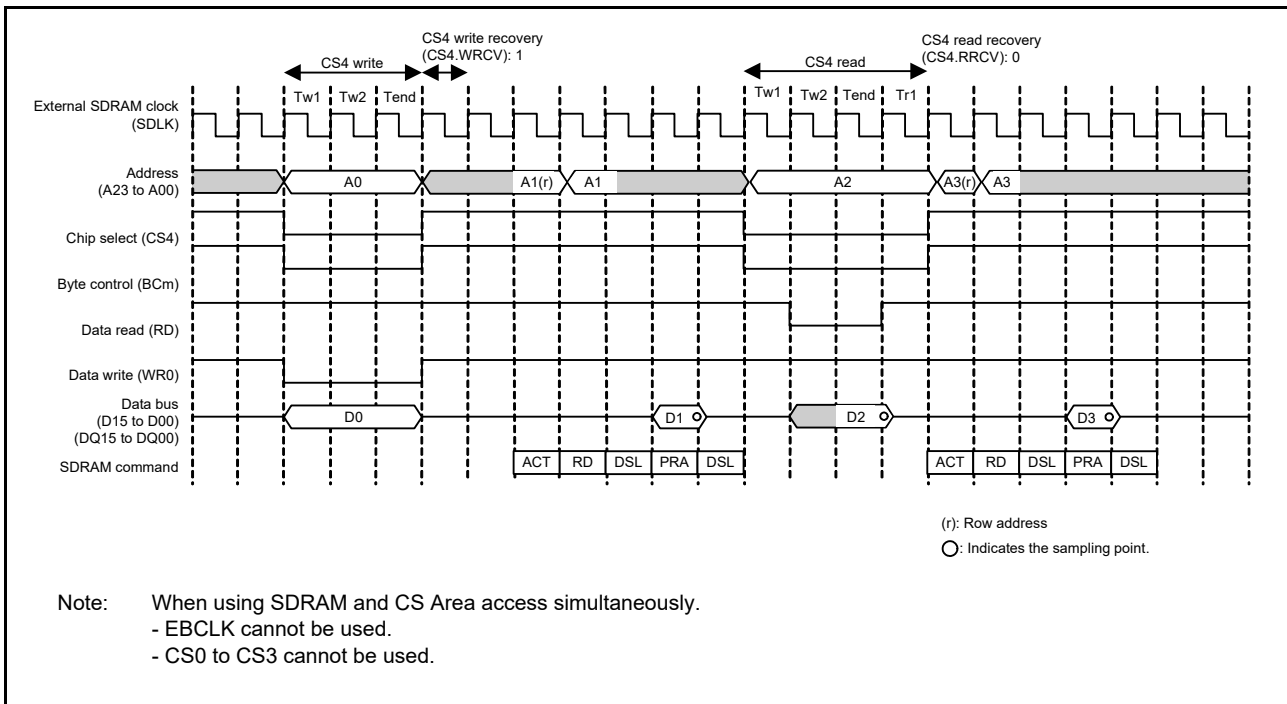 CS4 write recovery
(CS4.WRCV): 1
CS4 read recovery
(CS4.RRCV): 0
CS4 write
CS4 read
Tw1 Tw2 Tend Tw1 Tw2 Tend Tr1
External SDRAM clock
(SDLK)
Address
(A23 to A00)
A0 A1(r) A1 A2 A3(r) A3
Chip select (CS4)
Byte control (BCm)
Data read (RD)
Data write (WR0)
Data bus
(D15 to D00)
(DQ15 to DQ00)
D0 D1 D2 D3
SDRAM command
ACT RD DSL PRA DSL ACT RD DSL PRA DSL
(r): Row address
: Indicates the sampling point.
Note: When using SDRAM and CS Area access simultaneously.
- EBCLK cannot be used.
- CS0 to CS3 cannot be used.